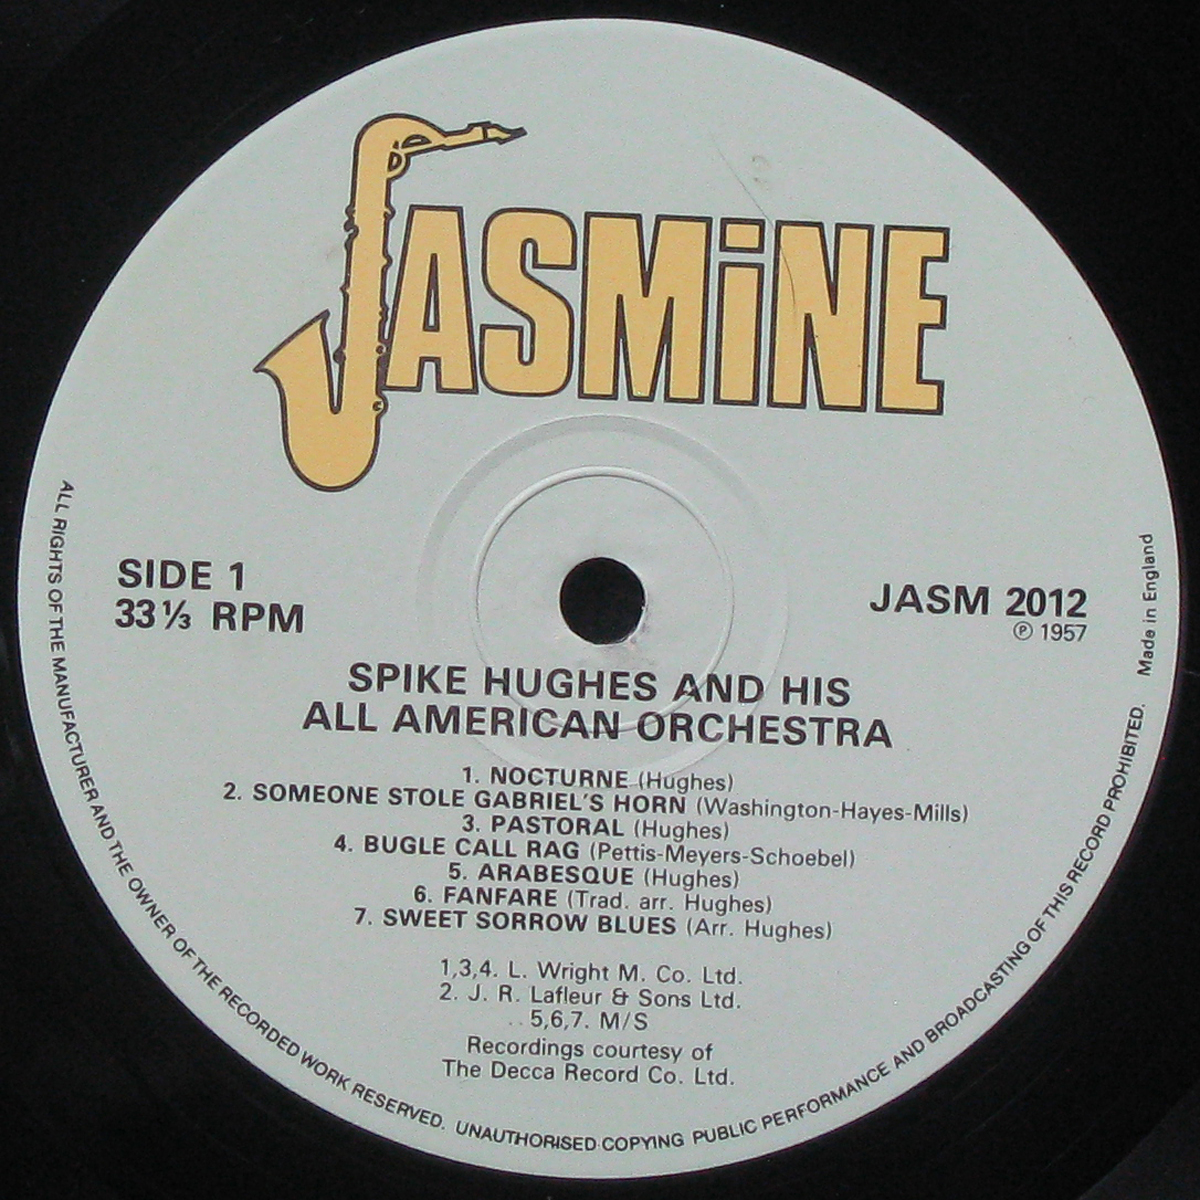 JASMiNE
SIDE 1
33⅓ RPM
JASM 2012
℗ 1957
SPIKE HUGHES AND HIS
ALL AMERICAN ORCHESTRA
1. NOCTURNE (Hughes)
2. SOMEONE STOLE GABRIEL'S HORN (Washington-Hayes-Mills)
3. PASTORAL (Hughes)
4. BUGLE CALL RAG (Pettis-Meyers-Schoebel)
5. ARABESQUE (Hughes)
6. FANFARE (Trad. arr. Hughes)
7. SWEET SORROW BLUES (Arr. Hughes)
1,3,4. L. Wright M. Co. Ltd.
2. J. R. Lafleur & Sons Ltd.
5,6,7. M/S
Recordings courtesy of
The Decca Record Co. Ltd.
ALL RIGHTS OF THE MANUFACTURER AND THE OWNER OF THE RECORDED WORK RESERVED. UNAUTHORISED COPYING PUBLIC PERFORMANCE AND BROADCASTING OF THIS RECORD PROHIBITED. Made in England